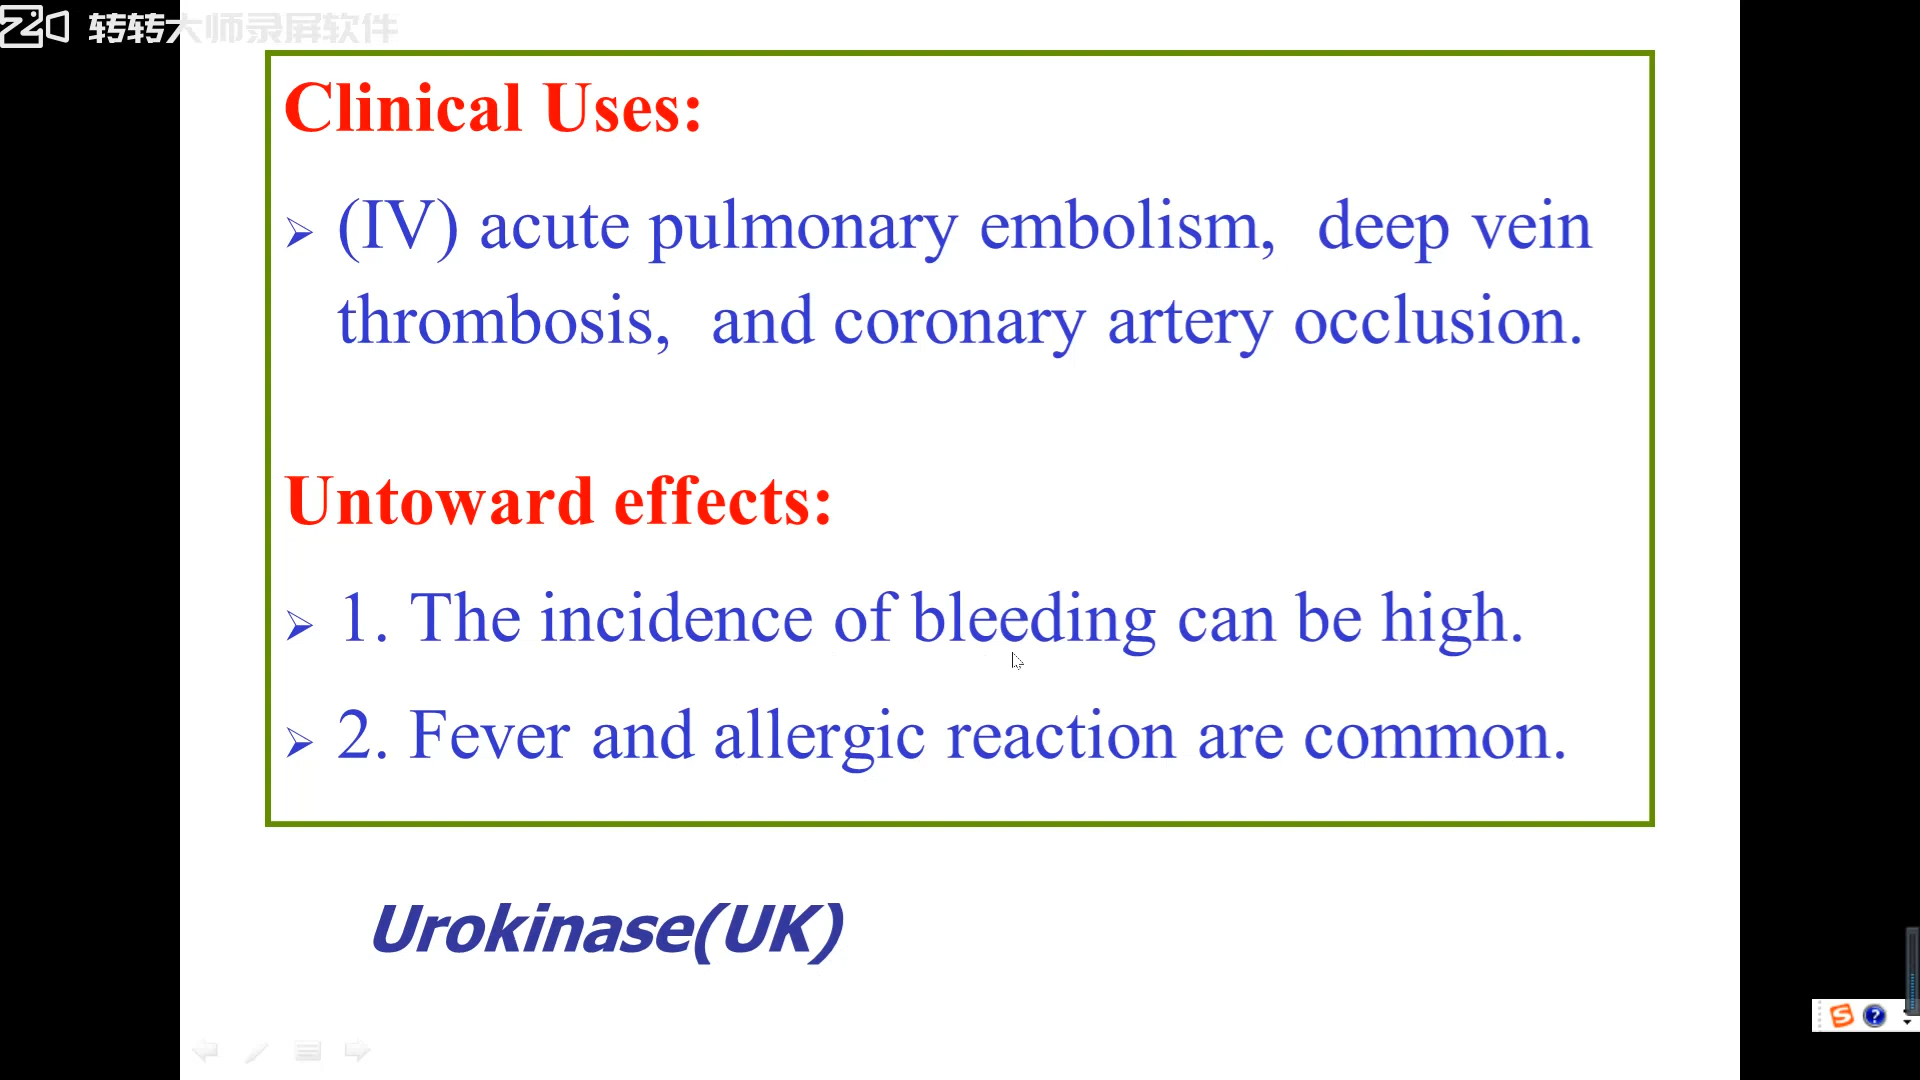 转转大师录屏软件
Clinical Uses:
➢ (IV) acute pulmonary embolism, deep vein
thrombosis, and coronary artery occlusion.
Untoward effects:
➢ 1. The incidence of bleeding can be high.
➢ 2. Fever and allergic reaction are common.
Urokinase(UK)